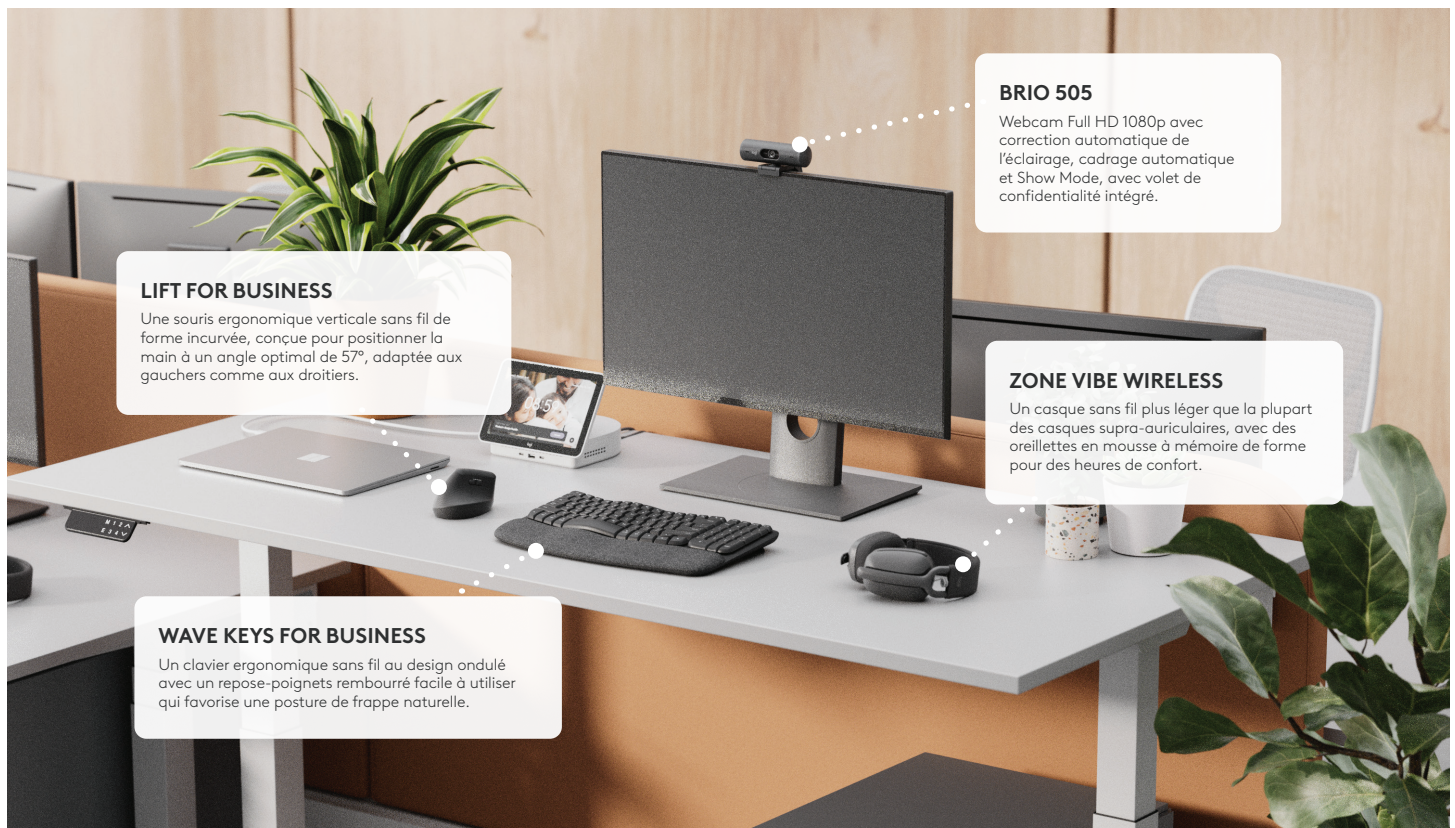 BRIO 505
Webcam Full HD 1080p avec
correction automatique de
l’éclairage, cadrage automatique
et Show Mode, avec volet de
confidentialité intégré.
LIFT FOR BUSINESS
Une souris ergonomique verticale sans fil de
forme incurvée, conçue pour positionner la
main à un angle optimal de 57°, adaptée aux
gauchers comme aux droitiers.
ZONE VIBE WIRELESS
Un casque sans fil plus léger que la plupart
des casques supra-auriculaires, avec des
oreillettes en mousse à mémoire de forme
pour des heures de confort.
WAVE KEYS FOR BUSINESS
Un clavier ergonomique sans fil au design ondulé
avec un repose-poignets rembourré facile à utiliser
qui favorise une posture de frappe naturelle.